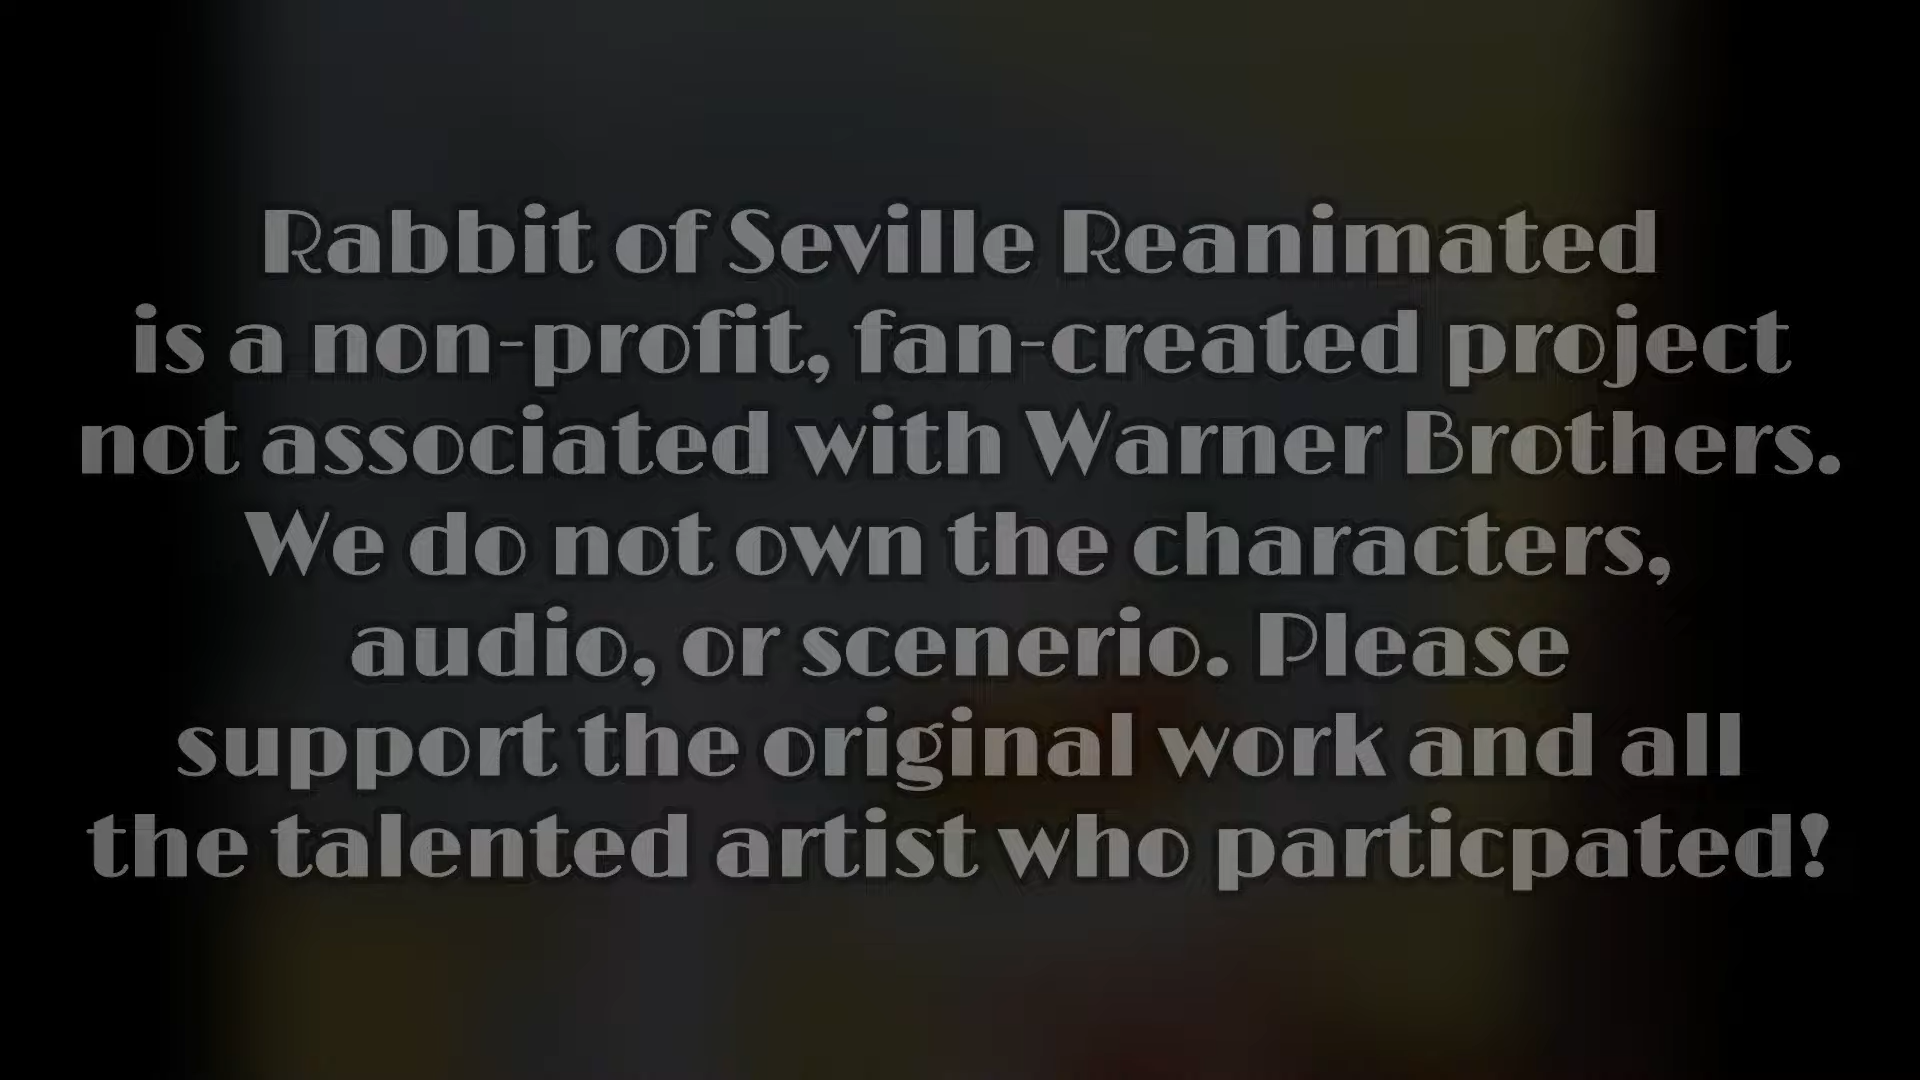 Rabbit of Seville Reanimated
is a non-profit, fan-created project
not associated with Warner Brothers.
We do not own the characters,
audio, or scenerio. Please
support the original work and all
the talented artist who particpated!